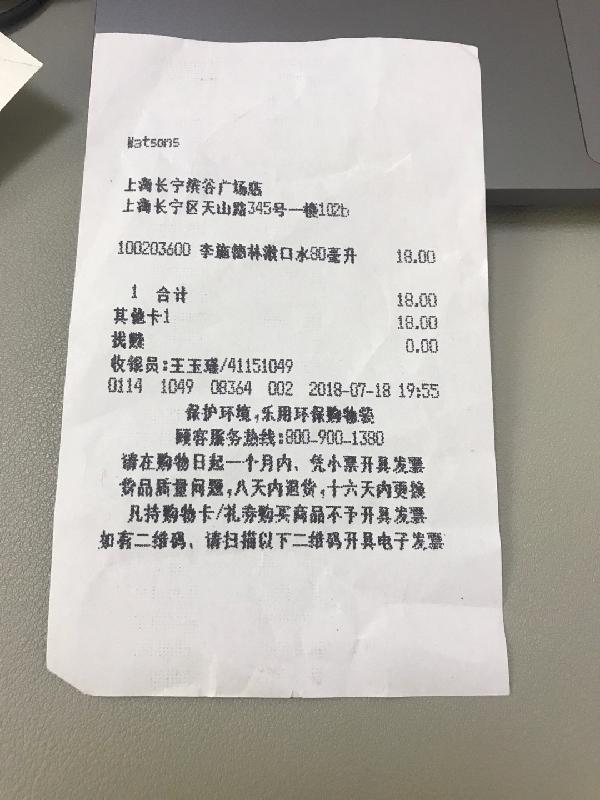 Watsons
上海长宁缤谷广场店
上海长宁区天山路345号一楼102b
100203600 李施德林漱口水80毫升 18.00
1 合计 18.00
其他卡1 18.00
找赎 0.00
收银员:王玉瑾/41151049
0114 1049 08364 002 2018-07-18 19:55
保护环境,乐用环保购物袋
顾客服务热线:800-900-1380
请在购物日起一个月内、凭小票开具发票
货品质量问题,八天内退货,十六天内更换
凡持购物卡/礼券购买商品不予开具发票
如有二维码、请扫描以下二维码开具电子发票